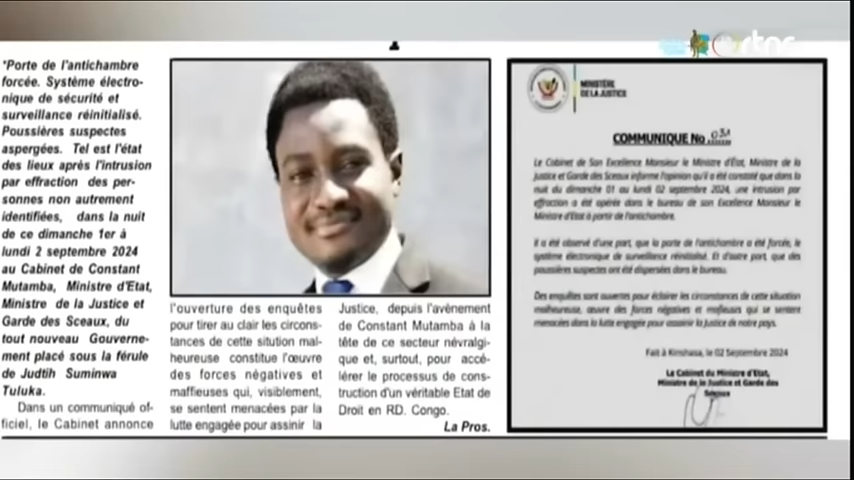 *Porte de l'antichambre
forcée. Système électro-
nique de sécurité et
surveillance réinitialisé.
Poussières suspectes
aspergées. Tel est l'état
des lieux après l'intrusion
par effraction des per-
sonnes non autrement
identifiées, dans la nuit
de ce dimanche 1er à
lundi 2 septembre 2024
au Cabinet de Constant
Mutamba, Ministre d'Etat,
Ministre de la Justice et
Garde des Sceaux, du
tout nouveau Gouverne-
ment placé sous la férule
de Judtih Suminwa
Tuluka.
Dans un communiqué of-
ficiel, le Cabinet annonce
l'ouverture des enquêtes
pour tirer au clair les circons-
tances de cette sitution mal-
heureuse constitue l'œuvre
des forces négatives et
maffieuses qui, visiblement,
se sentent menacées par la
lutte engagée pour assinir la
Justice, depuis l'avènement
de Constant Mutamba à la
tête de ce secteur névralgi-
que et, surtout, pour accé-
lérer le processus de cons-
truction d'un véritable Etat de
Droit en RD. Congo.
La Pros.
rtnc
MINISTÈRE
DE LA JUSTICE
COMMUNIQUE No 031
Le Cabinet de Son Excellence Monsieur le Ministre d'État, Ministre de la
Justice et Garde des Sceaux informe l'opinion qu'il a été constaté que dans la
nuit du dimanche 01 au lundi 02 septembre 2024, une intrusion par
effraction a été opérée dans le bureau de son Excellence Monsieur le
Ministre d'État à partir de l'antichambre.
Il a été observé d'une part, que la porte de l'antichambre a été forcée, le
système électronique de surveillance réinitialisé. Et d'autre part, que des
poussières suspectes ont été dispersées dans le bureau.
Des enquêtes sont ouvertes pour éclairer les circonstances de cette situation
malheureuse, œuvre des forces négatives et mafieuses qui se sentent
menacées dans la lutte engagée pour assainir la Justice de notre pays.
Fait à Kinshasa, le 02 Septembre 2024
Le Cabinet du Ministre d'État,
Ministre de la Justice et Garde des
Sceaux